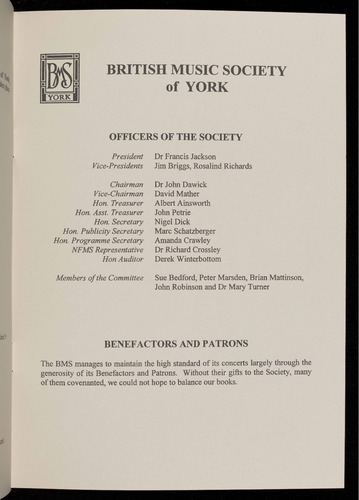 BMS
YORK
BRITISH MUSIC SOCIETY
of YORK
OFFICERS OF THE SOCIETY
President Dr Francis Jackson
Vice-Presidents Jim Briggs, Rosalind Richards
Chairman Dr John Dawick
Vice-Chairman David Mather
Hon. Treasurer Albert Ainsworth
Hon. Asst. Treasurer John Petrie
Hon. Secretary Nigel Dick
Hon. Publicity Secretary Marc Schatzberger
Hon. Programme Secretary Amanda Crawley
NFMS Representative Dr Richard Crossley
Hon Auditor Derek Winterbottom
Members of the Committee Sue Bedford, Peter Marsden, Brian Mattinson,
John Robinson and Dr Mary Turner
BENEFACTORS AND PATRONS
The BMS manages to maintain the high standard of its concerts largely through the
generosity of its Benefactors and Patrons. Without their gifts to the Society, many
of them covenanted, we could not hope to balance our books.